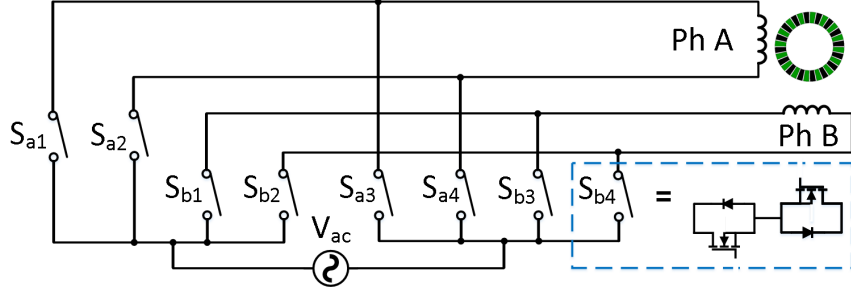 Ph A
Ph B
Sa1
Sa2
Sb1
Sb2
Sa3
Sa4
Sb3
Sb4
=
Vac